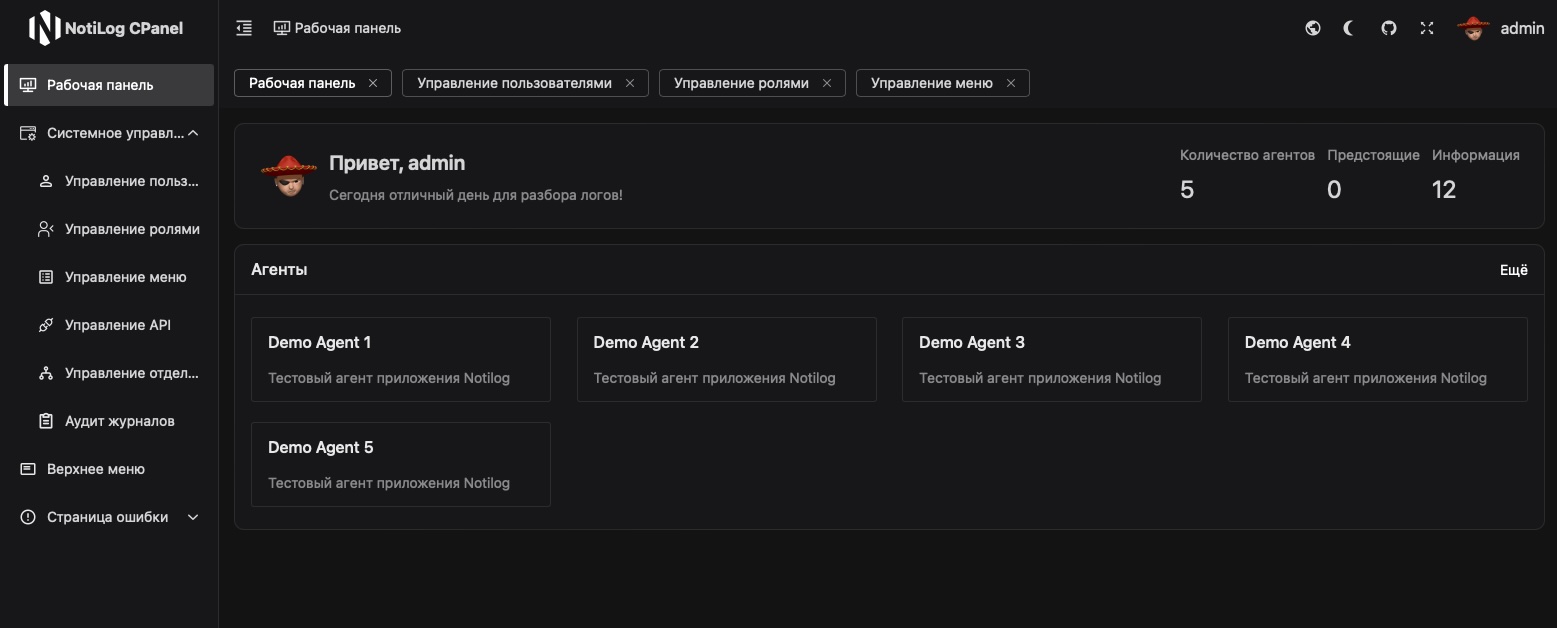 NotiLog CPanel
Рабочая панель
Системное управл...
Управление польз...
Управление ролями
Управление меню
Управление API
Управление отдел...
Аудит журналов
Верхнее меню
Страница ошибки
Рабочая панель
admin
Рабочая панель
Управление пользователями
Управление ролями
Управление меню
Привет, admin
Сегодня отличный день для разбора логов!
Количество агентов
5
Предстоящие
0
Информация
12
Агенты
Ещё
Demo Agent 1
Тестовый агент приложения Notilog
Demo Agent 2
Тестовый агент приложения Notilog
Demo Agent 3
Тестовый агент приложения Notilog
Demo Agent 4
Тестовый агент приложения Notilog
Demo Agent 5
Тестовый агент приложения Notilog